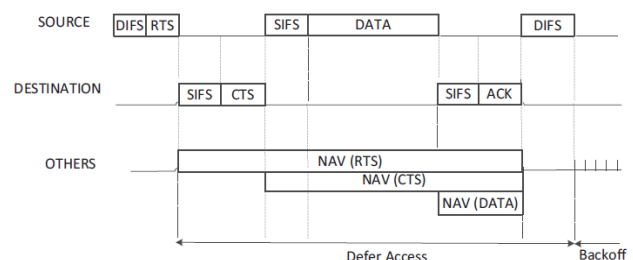 SOURCE DIFS RTS SIFS DATA DIFS
DESTINATION SIFS CTS SIFS ACK
OTHERS NAV (RTS)
NAV (CTS)
NAV (DATA)
Defer Access Backoff